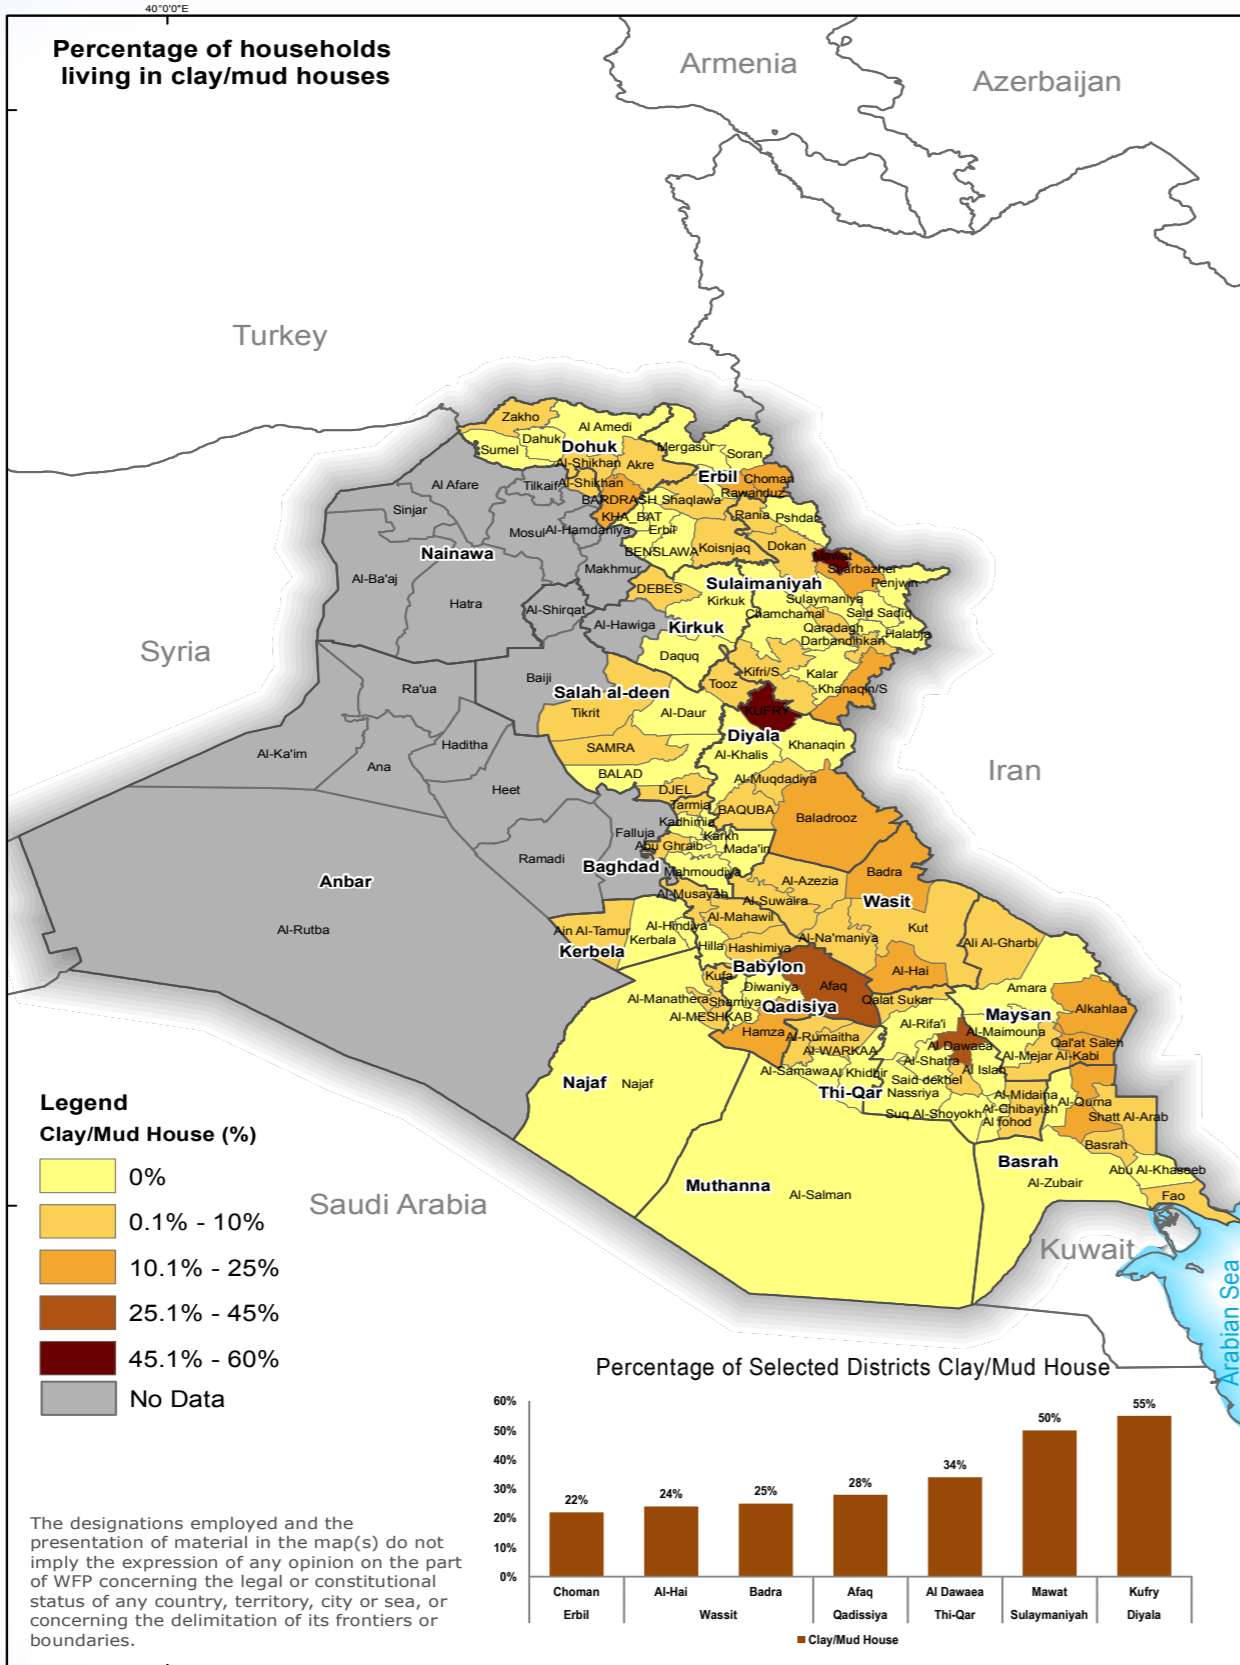 40°0'0"E
Percentage of households
living in clay/mud houses
Armenia
Azerbaijan
Turkey
Syria
Iran
Saudi Arabia
Kuwait
Arabian Sea
Zakho
Al Amedi
Dahuk
Sumel
Dohuk
Mergasur
Soran
Al-Shikhan
Akre
Erbil
Choman
Al Afare
Tilkaif
Al-Shikhan
BARDRASH
Shaqlawa
Rawanduz
Sinjar
Mosul
Al-Hamdaniya
KHA_BAT
Erbil
Rania
Pshdar
Nainawa
BENSLAWA
Koisnjaq
Dokan
Mawat
Sharbazher
Al-Ba'aj
Makhmur
Sulaimaniyah
Penjwin
Hatra
DEBES
Kirkuk
Sulaymaniya
Al-Shirqat
Chamchamal
Said Sadiq
Al-Hawiga
Kirkuk
Qaradagh
Halabja
Darbandihkan
Daquq
Kifri/S
Kalar
Baiji
Ra'ua
Salah al-deen
Tooz
Khanaqin/S
Tikrit
Al-Daur
KUFRY
Diyala
Haditha
SAMRA
Al-Khalis
Khanaqin
Al-Ka'im
Ana
BALAD
Al-Muqdadiya
Heet
DJEL
Tarmia
BAQUBA
Baladrooz
Kadhimia
Falluja
Karkh
Abu Ghraib
Mada'in
Ramadi
Baghdad
Mahmoudiya
Badra
Anbar
Al-Azezia
Al-Musayab
Al-Suwaira
Wasit
Al-Rutba
Al-Mahawil
Ain Al-Tamur
Al-Hindiya
Kut
Kerbala
Hilla
Hashimiya
Al-Na'maniya
Ali Al-Gharbi
Kerbela
Babylon
Al-Hai
Kufa
Diwaniya
Afaq
Amara
Al-Manathera
Shamiya
Qadisiya
Qalat Sukar
Maysan
Alkahlaa
Al-MESHKAB
Al-Rifa'i
Al-Maimouna
Hamza
Al-Rumaitha
Al Dawaea
Qal'at Saleh
Al-WARKAA
Al-Shatra
Al-Mejar Al-Kabi
Al-Samawa
Al Khidhir
Al Islah
Najaf
Najaf
Said dekhel
Thi-Qar
Nassriya
Al-Midaina
Al-Qurna
Suq Al-Shoyokh
Al-Chibayish
Shatt Al-Arab
Al fohod
Basrah
Basrah
Abu Al-Khaseeb
Muthanna
Al-Zubair
Al-Salman
Fao
Legend
Clay/Mud House (%)
0%
0.1% - 10%
10.1% - 25%
25.1% - 45%
45.1% - 60%
No Data
Percentage of Selected Districts Clay/Mud House
60%
50%
40%
30%
20%
10%
0%
22%
24%
25%
28%
34%
50%
55%
Choman
Al-Hai
Badra
Afaq
Al Dawaea
Mawat
Kufry
Erbil
Wassit
Qadissiya
Thi-Qar
Sulaymaniyah
Diyala
Clay/Mud House
The designations employed and the
presentation of material in the map(s) do not
imply the expression of any opinion on the part
of WFP concerning the legal or constitutional
status of any country, territory, city or sea, or
concerning the delimitation of its frontiers or
boundaries.